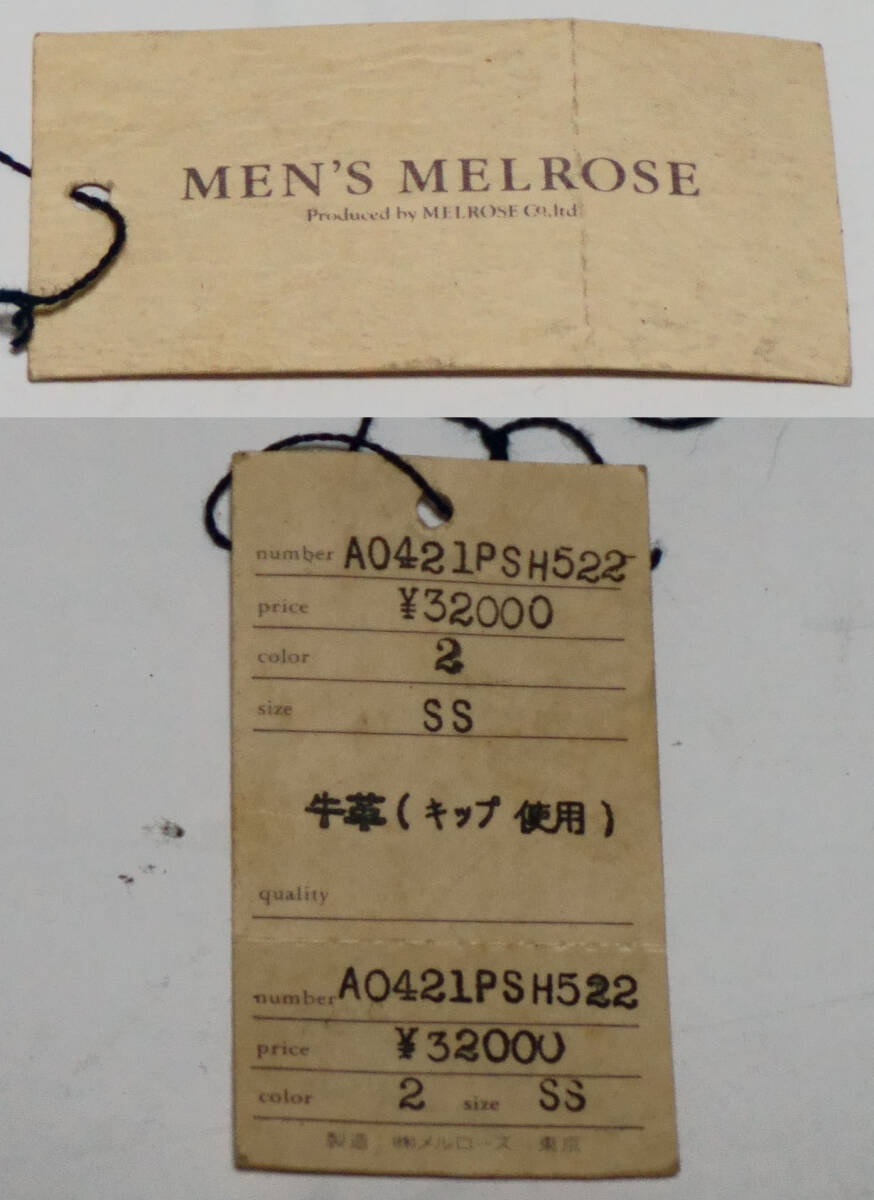 MEN'S MELROSE
Produced by MELROSE Co.,ltd
number A0421PSH522
price ¥32000
color 2
size SS
牛革(キップ 使用)
quality
number A0421PSH522
price ¥32000
color 2 size SS
製造 ㈱メルローズ 東京